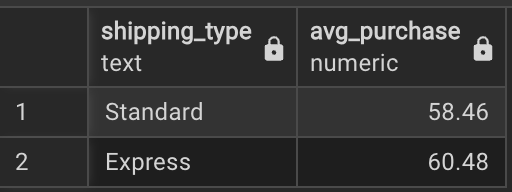 shipping_type avg_purchase
text numeric
1 Standard 58.46
2 Express 60.48